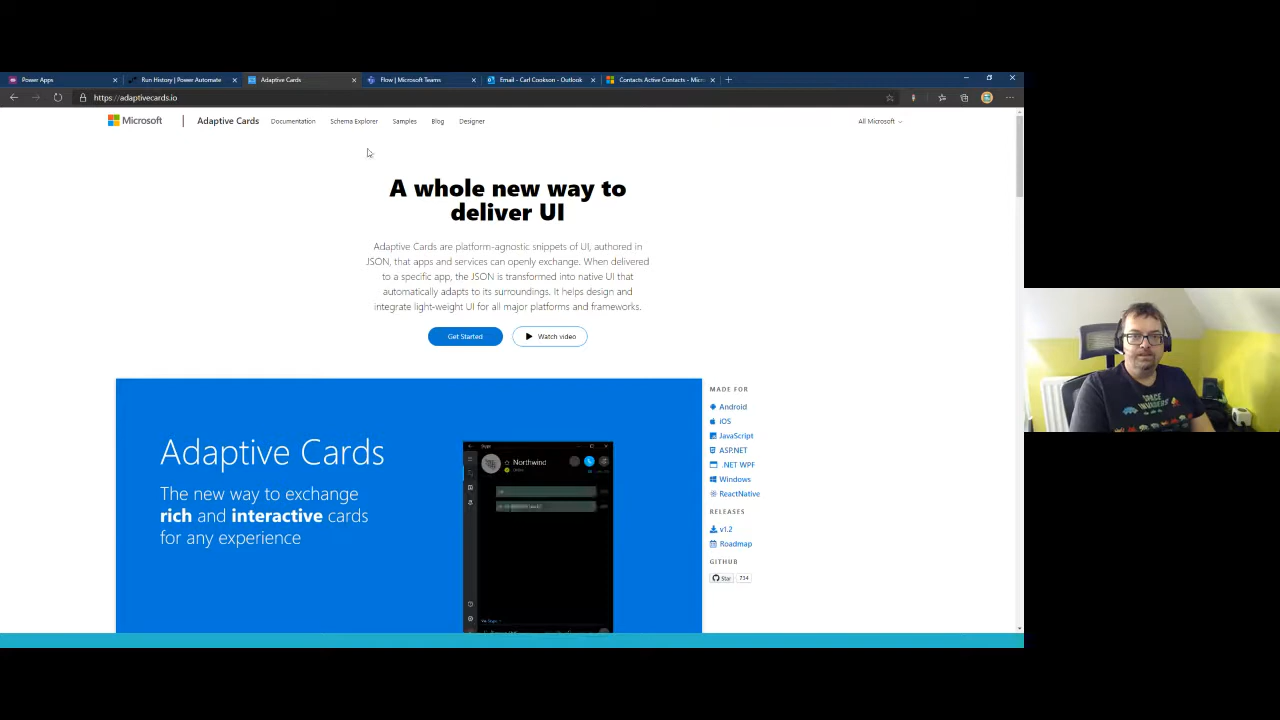 Power Apps
Run History | Power Automate
Adaptive Cards
Flow | Microsoft Teams
Email - Carl Cookson - Outlook
Contacts Active Contacts - Micr
https://adaptivecards.io
Microsoft
Adaptive Cards
Documentation
Schema Explorer
Samples
Blog
Designer
All Microsoft
A whole new way to
deliver UI
Adaptive Cards are platform-agnostic snippets of UI, authored in
JSON, that apps and services can openly exchange. When delivered
to a specific app, the JSON is transformed into native UI that
automatically adapts to its surroundings. It helps design and
integrate light-weight UI for all major platforms and frameworks.
Get Started
Watch video
Adaptive Cards
The new way to exchange
rich and interactive cards
for any experience
Northwind
MADE FOR
Android
iOS
JavaScript
ASP.NET
.NET WPF
Windows
ReactNative
RELEASES
v1.2
Roadmap
GITHUB
Star
734
SPACE
INVADERS